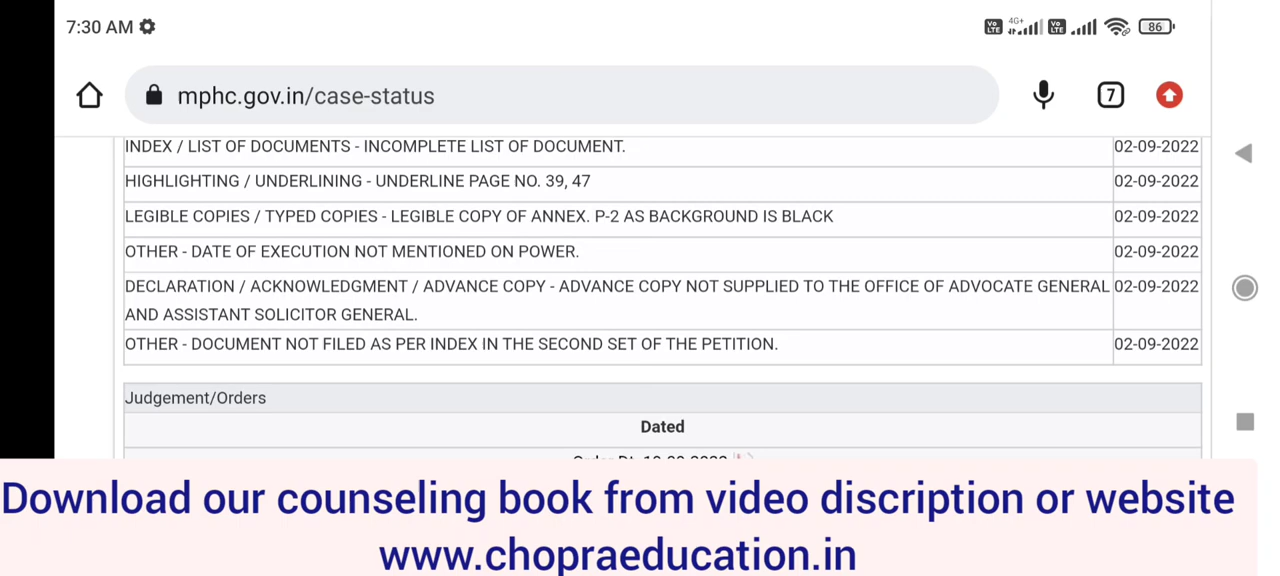 7:30 AM
Vo LTE 4G+ Vo LTE 86
mphc.gov.in/case-status 7
INDEX / LIST OF DOCUMENTS - INCOMPLETE LIST OF DOCUMENT. 02-09-2022
HIGHLIGHTING / UNDERLINING - UNDERLINE PAGE NO. 39, 47 02-09-2022
LEGIBLE COPIES / TYPED COPIES - LEGIBLE COPY OF ANNEX. P-2 AS BACKGROUND IS BLACK 02-09-2022
OTHER - DATE OF EXECUTION NOT MENTIONED ON POWER. 02-09-2022
DECLARATION / ACKNOWLEDGMENT / ADVANCE COPY - ADVANCE COPY NOT SUPPLIED TO THE OFFICE OF ADVOCATE GENERAL 02-09-2022
AND ASSISTANT SOLICITOR GENERAL.
OTHER - DOCUMENT NOT FILED AS PER INDEX IN THE SECOND SET OF THE PETITION. 02-09-2022
Judgement/Orders
Dated
Download our counseling book from video discription or website
www.chopraeducation.in